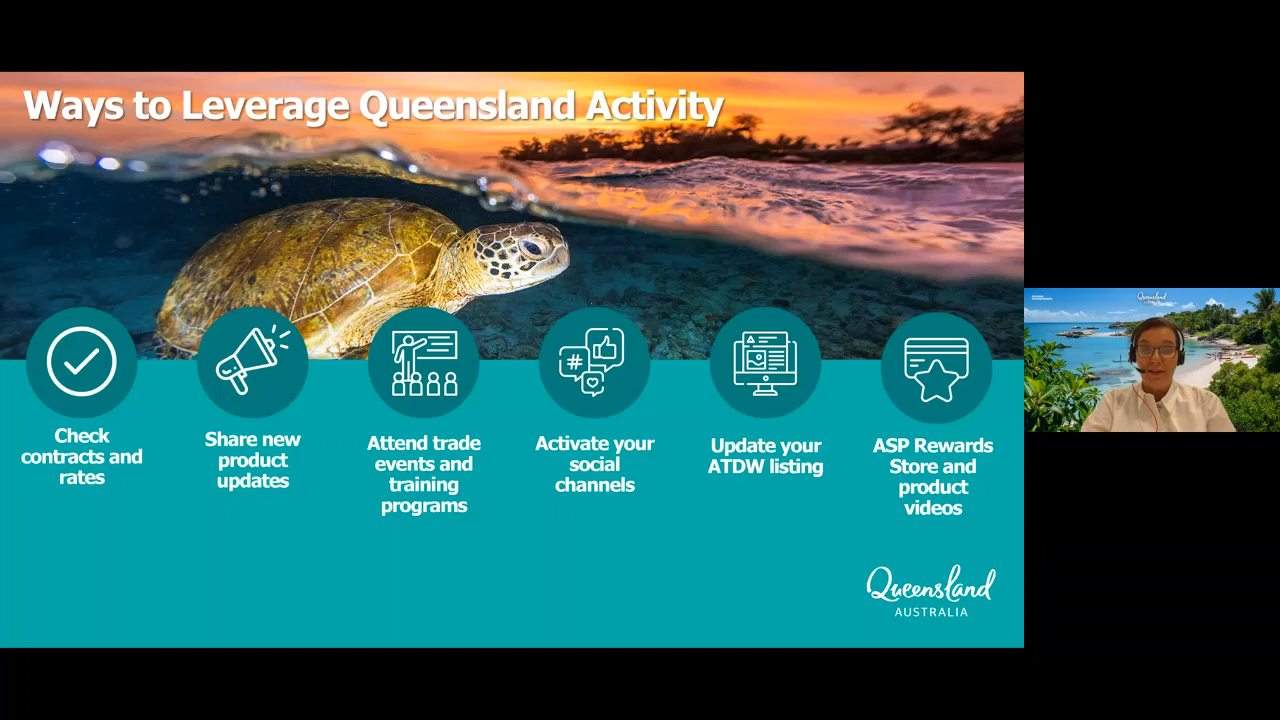 Ways to Leverage Queensland Activity
Check
contracts and
rates
Share new
product
updates
Attend trade
events and
training
programs
#
Activate your
social
channels
Update your
ATDW listing
ASP Rewards
Store and
product
videos
Queensland
AUSTRALIA
Queensland